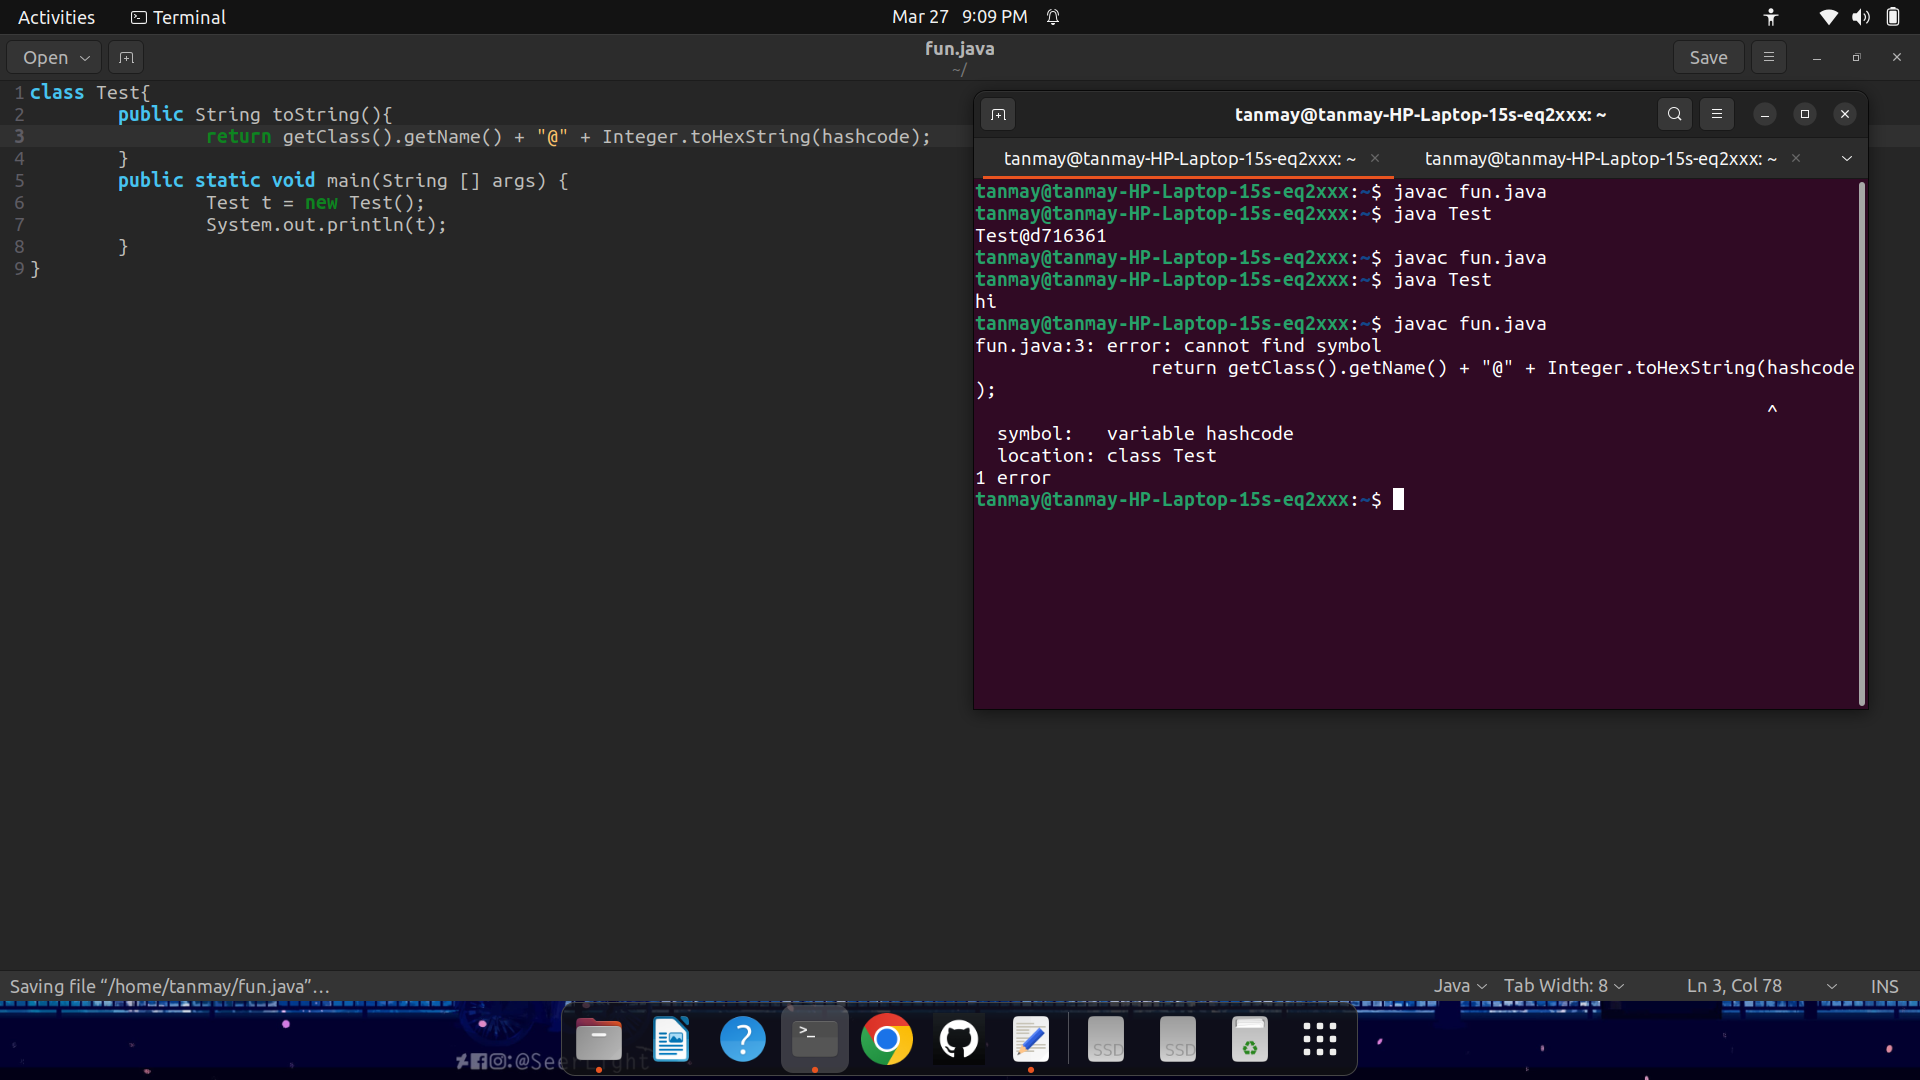 Activities
Terminal
Mar 27 9:09 PM
Open
fun.java
~/
Save
1 class Test{
2 public String toString(){
3 return getClass().getName() + "@" + Integer.toHexString(hashcode);
4 }
5 public static void main(String [] args) {
6 Test t = new Test();
7 System.out.println(t);
8 }
9 }
tanmay@tanmay-HP-Laptop-15s-eq2xxx: ~
tanmay@tanmay-HP-Laptop-15s-eq2xxx: ~
tanmay@tanmay-HP-Laptop-15s-eq2xxx: ~
tanmay@tanmay-HP-Laptop-15s-eq2xxx:~$ javac fun.java
tanmay@tanmay-HP-Laptop-15s-eq2xxx:~$ java Test
Test@d716361
tanmay@tanmay-HP-Laptop-15s-eq2xxx:~$ javac fun.java
tanmay@tanmay-HP-Laptop-15s-eq2xxx:~$ java Test
hi
tanmay@tanmay-HP-Laptop-15s-eq2xxx:~$ javac fun.java
fun.java:3: error: cannot find symbol
return getClass().getName() + "@" + Integer.toHexString(hashcode
);
^
symbol: variable hashcode
location: class Test
1 error
tanmay@tanmay-HP-Laptop-15s-eq2xxx:~$
Saving file “/home/tanmay/fun.java”…
Java
Tab Width: 8
Ln 3, Col 78
INS
>_
?
SSD
SSD
:@SeerLight